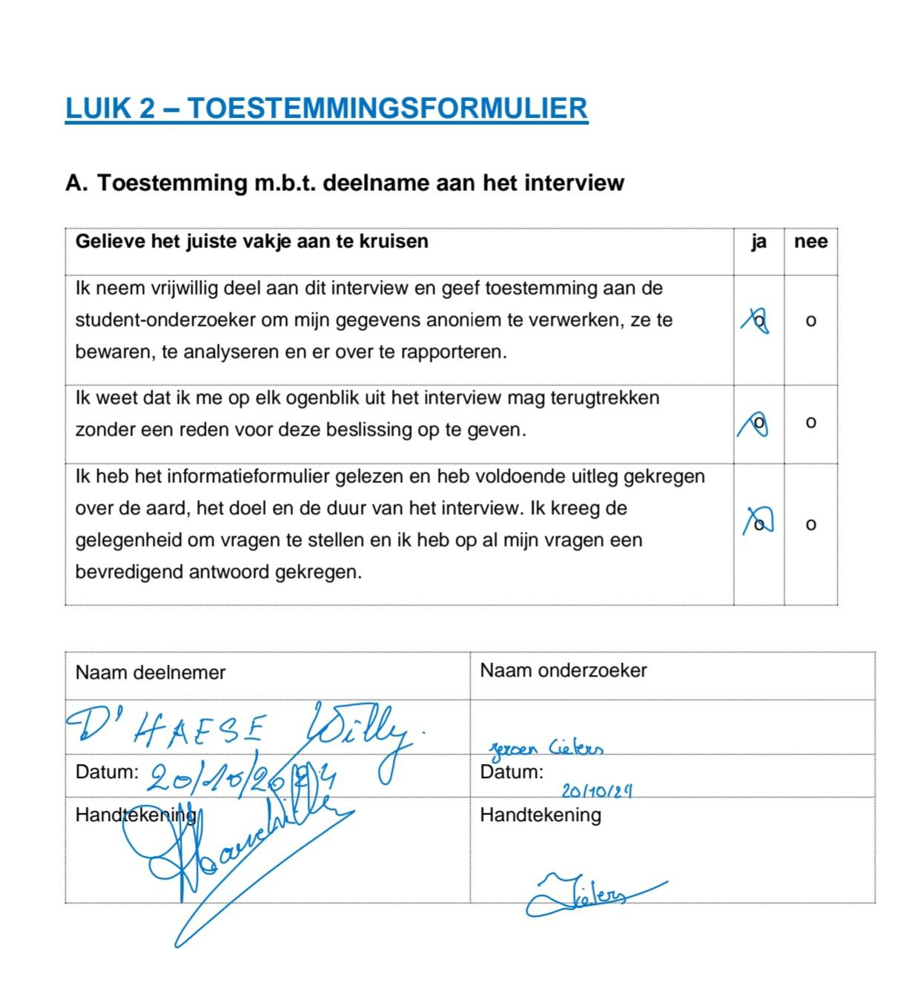 LUIK 2 – TOESTEMMINGSFORMULIER
A. Toestemming m.b.t. deelname aan het interview
Gelieve het juiste vakje aan te kruisen ja nee
Ik neem vrijwillig deel aan dit interview en geef toestemming aan de
student-onderzoeker om mijn gegevens anoniem te verwerken, ze te o o
bewaren, te analyseren en er over te rapporteren.
Ik weet dat ik me op elk ogenblik uit het interview mag terugtrekken
zonder een reden voor deze beslissing op te geven. o o
Ik heb het informatieformulier gelezen en heb voldoende uitleg gekregen
over de aard, het doel en de duur van het interview. Ik kreeg de o o
gelegenheid om vragen te stellen en ik heb op al mijn vragen een
bevredigend antwoord gekregen.
Naam deelnemer Naam onderzoeker
D'HAESE Willy. Jeroen Cieters
Datum: 20/10/2024 Datum: 20/10/24
Handtekening Handtekening